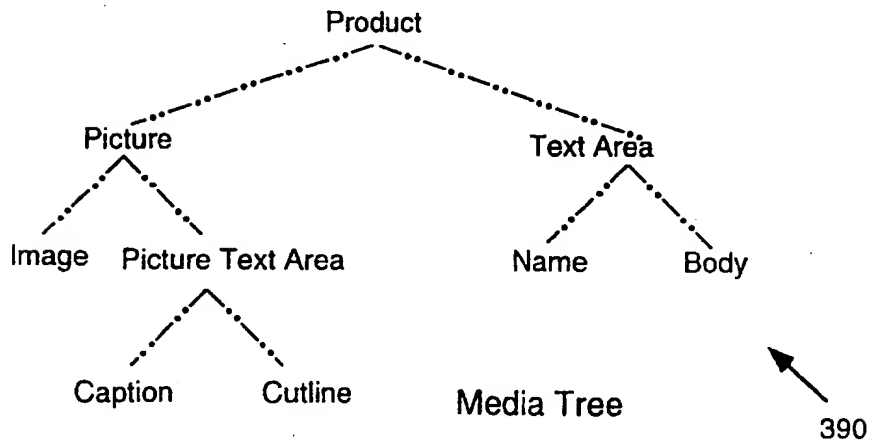 Product
Picture
Text Area
Image
Picture Text Area
Name
Body
Caption
Cutline
Media Tree
390